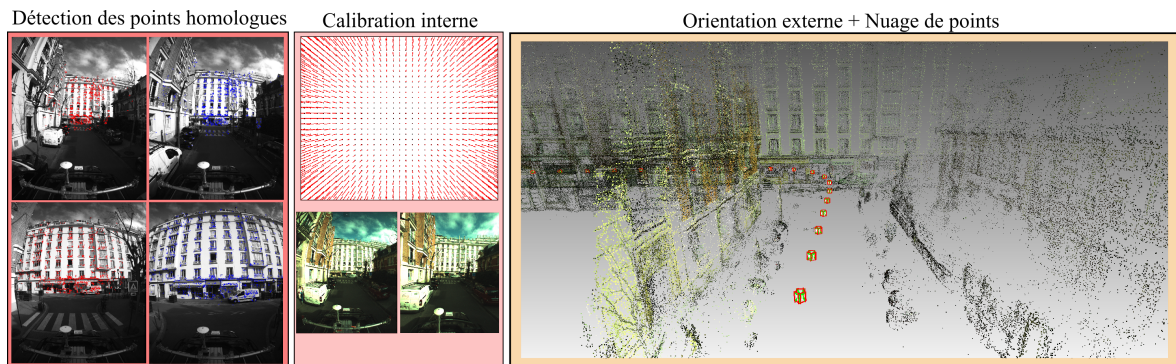 Détection des points homologues
Calibration interne
Orientation externe + Nuage de points